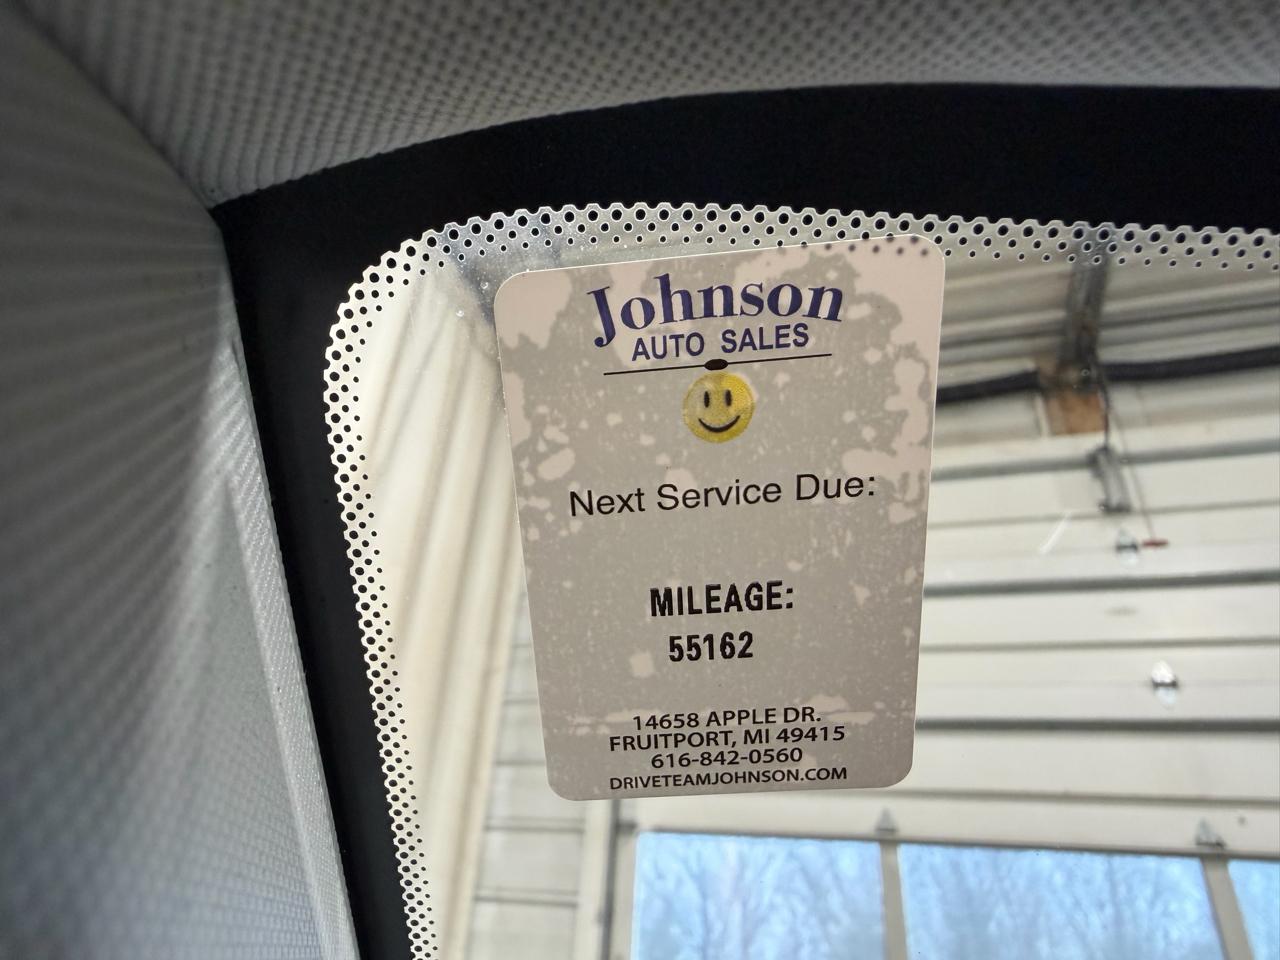 Johnson
AUTO SALES
Next Service Due:
MILEAGE:
55162
14658 APPLE DR.
FRUITPORT, MI 49415
616-842-0560
DRIVETEAMJOHNSON.COM